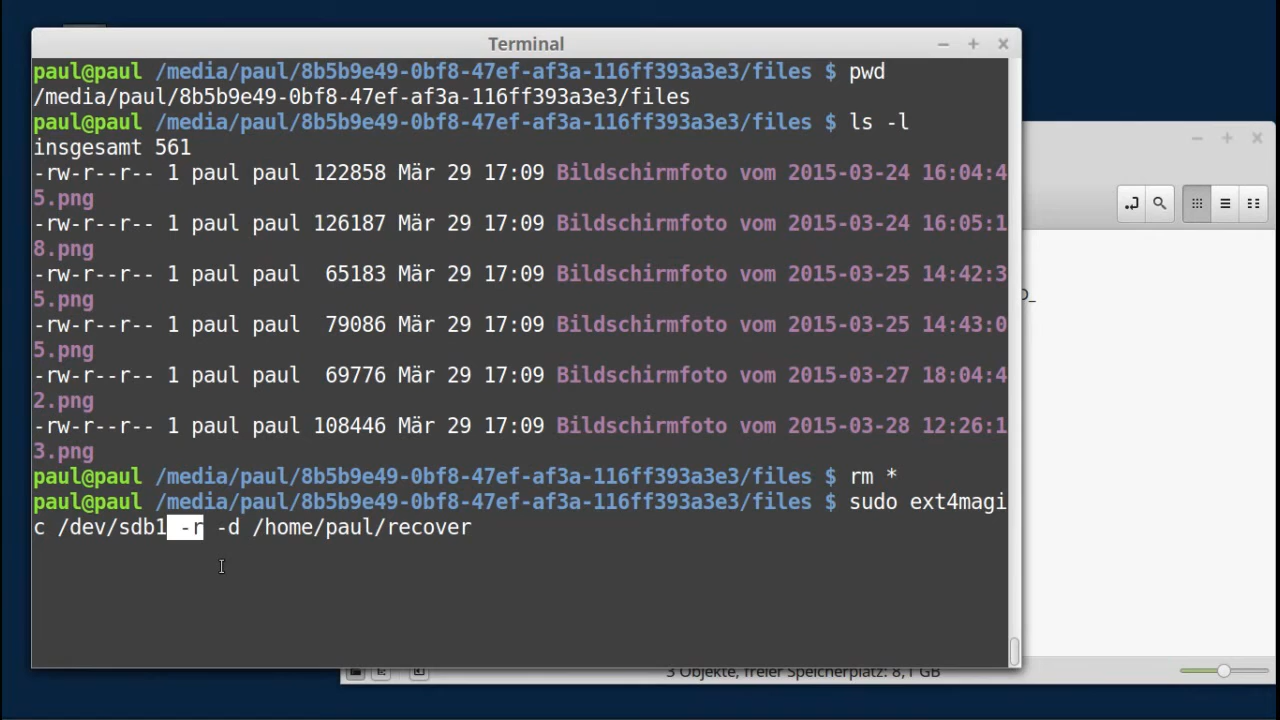 Terminal
paul@paul /media/paul/8b5b9e49-0bf8-47ef-af3a-116ff393a3e3/files $ pwd
/media/paul/8b5b9e49-0bf8-47ef-af3a-116ff393a3e3/files
paul@paul /media/paul/8b5b9e49-0bf8-47ef-af3a-116ff393a3e3/files $ ls -l
insgesamt 561
-rw-r--r-- 1 paul paul 122858 Mär 29 17:09 Bildschirmfoto vom 2015-03-24 16:04:4
5.png
-rw-r--r-- 1 paul paul 126187 Mär 29 17:09 Bildschirmfoto vom 2015-03-24 16:05:1
8.png
-rw-r--r-- 1 paul paul  65183 Mär 29 17:09 Bildschirmfoto vom 2015-03-25 14:42:3
5.png
-rw-r--r-- 1 paul paul  79086 Mär 29 17:09 Bildschirmfoto vom 2015-03-25 14:43:0
5.png
-rw-r--r-- 1 paul paul  69776 Mär 29 17:09 Bildschirmfoto vom 2015-03-27 18:04:4
2.png
-rw-r--r-- 1 paul paul 108446 Mär 29 17:09 Bildschirmfoto vom 2015-03-28 12:26:1
3.png
paul@paul /media/paul/8b5b9e49-0bf8-47ef-af3a-116ff393a3e3/files $ rm *
paul@paul /media/paul/8b5b9e49-0bf8-47ef-af3a-116ff393a3e3/files $ sudo ext4magi
c /dev/sdb1 -r -d /home/paul/recover
3 Objekte, freier Speicherplatz: 8,1 GB